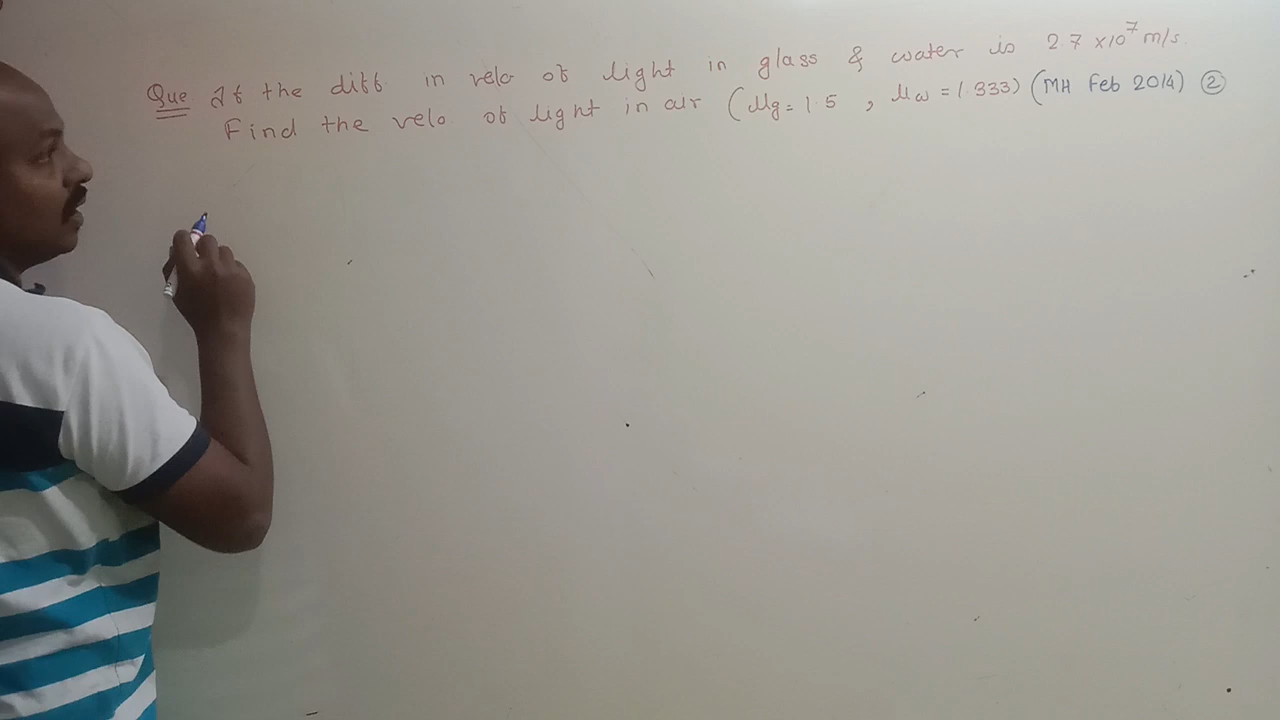 Que If the diff in velo of light in glass & water is 2.7 x10⁷ m/s.
Find the velo. of light in air (μg = 1.5 , μω = 1.333) (MH Feb 2014) ②